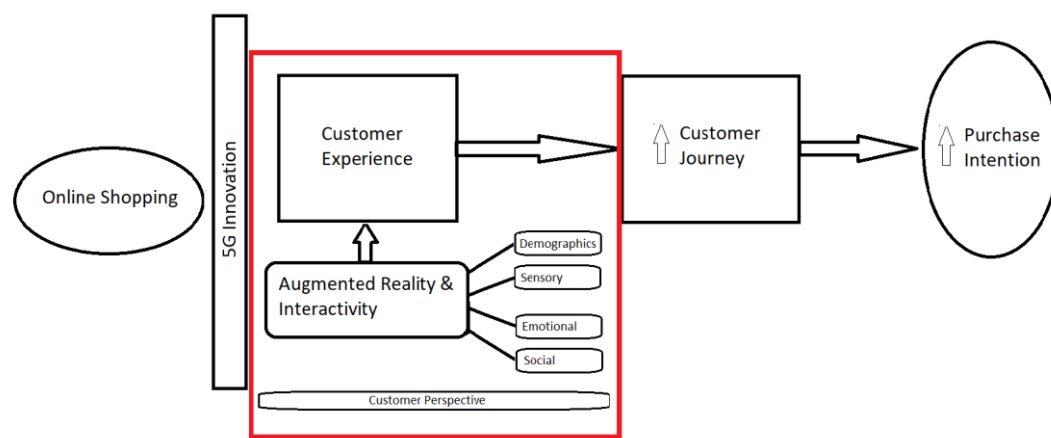 Online Shopping
5G Innovation
Customer
Experience
Augmented Reality &
Interactivity
Demographics
Sensory
Emotional
Social
Customer Perspective
Customer
Journey
Purchase
Intention